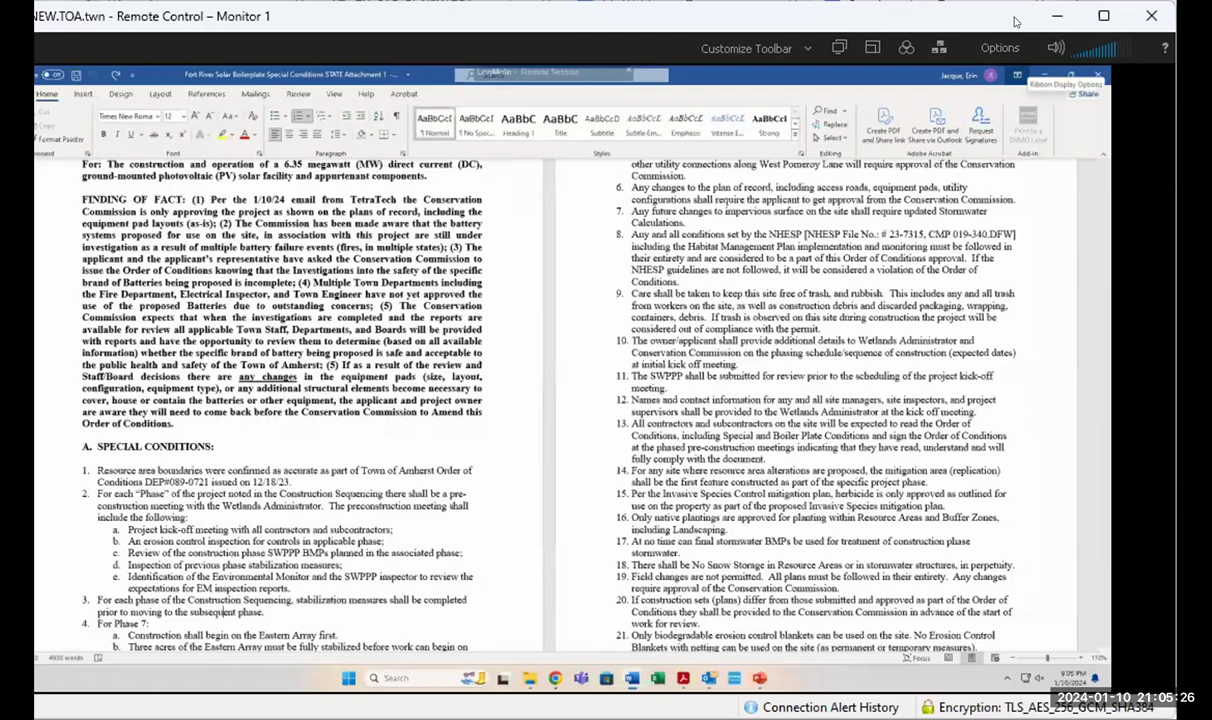 NEW.TOA.twn - Remote Control – Monitor 1
Customize Toolbar
Options
?
Fort River Solar Boilerplate Special Conditions STATE Attachment 1
LogMeIn - Remote Session
Jacque, Erin
Ribbon Display Options
Home Insert Design Layout References Mailings Review View Help Acrobat
Share
Cut
Copy
Format Painter
Times New Roma
12
AaBbCcI AaBbCcI AaBbC AaBbC AaBbCcI AaBbCcI AaBbCcI AaBbCcI AaBbCcI
¶ Normal ¶ No Spac... Heading 1 Title Subtitle Subtle Em... Emphasis Intense E... Strong
Find
Replace
Select
Create PDF
Create PDF and Share via Outlook
Request Signatures
Font
Paragraph
Styles
Editing
Adobe Acrobat
Add-in
For: The construction and operation of a 6.35 megawatt (MW) direct current (DC),
ground-mounted photovoltaic (PV) solar facility and appurtenant components.
FINDING OF FACT: (1) Per the 1/10/24 email from TetraTech the Conservation
Commission is only approving the project as shown on the plans of record, including the
equipment pad layouts (as-is); (2) The Commission has been made aware that the battery
systems proposed for use on the site, in association with this project are still under
investigation as a result of multiple battery failure events (fires, in multiple states); (3) The
applicant and the applicant's representative have asked the Conservation Commission to
issue the Order of Conditions knowing that the Investigations into the safety of the specific
brand of Batteries being proposed is incomplete; (4) Multiple Town Departments including
the Fire Department, Electrical Inspector, and Town Engineer have not yet approved the
use of the proposed Batteries due to outstanding concerns; (5) The Conservation
Commission expects that when the investigations are completed and the reports are
available for review all applicable Town Staff, Departments, and Boards will be provided
with reports and have the opportunity to review them to determine (based on all available
information) whether the specific brand of battery being proposed is safe and acceptable to
the public health and safety of the Town of Amherst; (5) If as a result of the review and
Staff/Board decisions there are any changes in the equipment pads (size, layout,
configuration, equipment type), or any additional structural elements become necessary to
cover, house or contain the batteries or other equipment, the applicant and project owner
are aware they will need to come back before the Conservation Commission to Amend this
Order of Conditions.
A. SPECIAL CONDITIONS:
1. Resource area boundaries were confirmed as accurate as part of Town of Amherst Order of
Conditions DEP#089-0721 issued on 12/18/23.
2. For each "Phase" of the project noted in the Construction Sequencing there shall be a pre-
construction meeting with the Wetlands Administrator. The preconstruction meeting shall
include the following:
a. Project kick-off meeting with all contractors and subcontractors;
b. An erosion control inspection for controls in applicable phase;
c. Review of the construction phase SWPPP BMPs planned in the associated phase;
d. Inspection of previous phase stabilization measures;
e. Identification of the Environmental Monitor and the SWPPP inspector to review the
expectations for EM inspection reports.
3. For each phase of the Construction Sequencing, stabilization measures shall be completed
prior to moving to the subsequent phase.
4. For Phase 7:
a. Construction shall begin on the Eastern Array first.
b. Three acres of the Eastern Array must be fully stabilized before work can begin on
other utility connections along West Pomeroy Lane will require approval of the Conservation
Commission.
6. Any changes to the plan of record, including access roads, equipment pads, utility
configurations shall require the applicant to get approval from the Conservation Commission.
7. Any future changes to impervious surface on the site shall require updated Stormwater
Calculations.
8. Any and all conditions set by the NHESP [NHESP File No.: # 23-7315, CMP 019-340.DFW]
including the Habitat Management Plan implementation and monitoring must be followed in
their entirety and are considered to be a part of this Order of Conditions approval. If the
NHESP guidelines are not followed, it will be considered a violation of the Order of
Conditions.
9. Care shall be taken to keep this site free of trash, and rubbish. This includes any and all trash
from workers on the site, as well as construction debris and discarded packaging, wrapping,
containers, debris. If trash is observed on this site during construction the project will be
considered out of compliance with the permit.
10. The owner/applicant shall provide additional details to Wetlands Administrator and
Conservation Commission on the phasing schedule/sequence of construction (expected dates)
at initial kick off meeting.
11. The SWPPP shall be submitted for review prior to the scheduling of the project kick-off
meeting.
12. Names and contact information for any and all site managers, site inspectors, and project
supervisors shall be provided to the Wetlands Administrator at the kick off meeting.
13. All contractors and subcontractors on the site will be expected to read the Order of
Conditions, including Special and Boiler Plate Conditions and sign the Order of Conditions
at the phased pre-construction meetings indicating that they have read, understand and will
fully comply with the document.
14. For any site where resource area alterations are proposed, the mitigation area (replication)
shall be the first feature constructed as part of the specific project phase.
15. Per the Invasive Species Control mitigation plan, herbicide is only approved as outlined for
use on the property as part of the proposed Invasive Species mitigation plan.
16. Only native plantings are approved for planting within Resource Areas and Buffer Zones,
including Landscaping.
17. At no time can final stormwater BMPs be used for treatment of construction phase
stormwater.
18. There shall be No Snow Storage in Resource Areas or in stormwater structures, in perpetuity.
19. Field changes are not permitted. All plans must be followed in their entirety. Any changes
require approval of the Conservation Commission.
20. If construction sets (plans) differ from those submitted and approved as part of the Order of
Conditions they shall be provided to the Conservation Commission in advance of the start of
work for review.
21. Only biodegradable erosion control blankets can be used on the site. No Erosion Control
Blankets with netting can be used on the site (as permanent or temporary measures).
4930 words
Focus
110%
Search
9:05 PM
1/10/2024
2024-01-10 21:05:26
Connection Alert History
Encryption: TLS_AES_256_GCM_SHA384